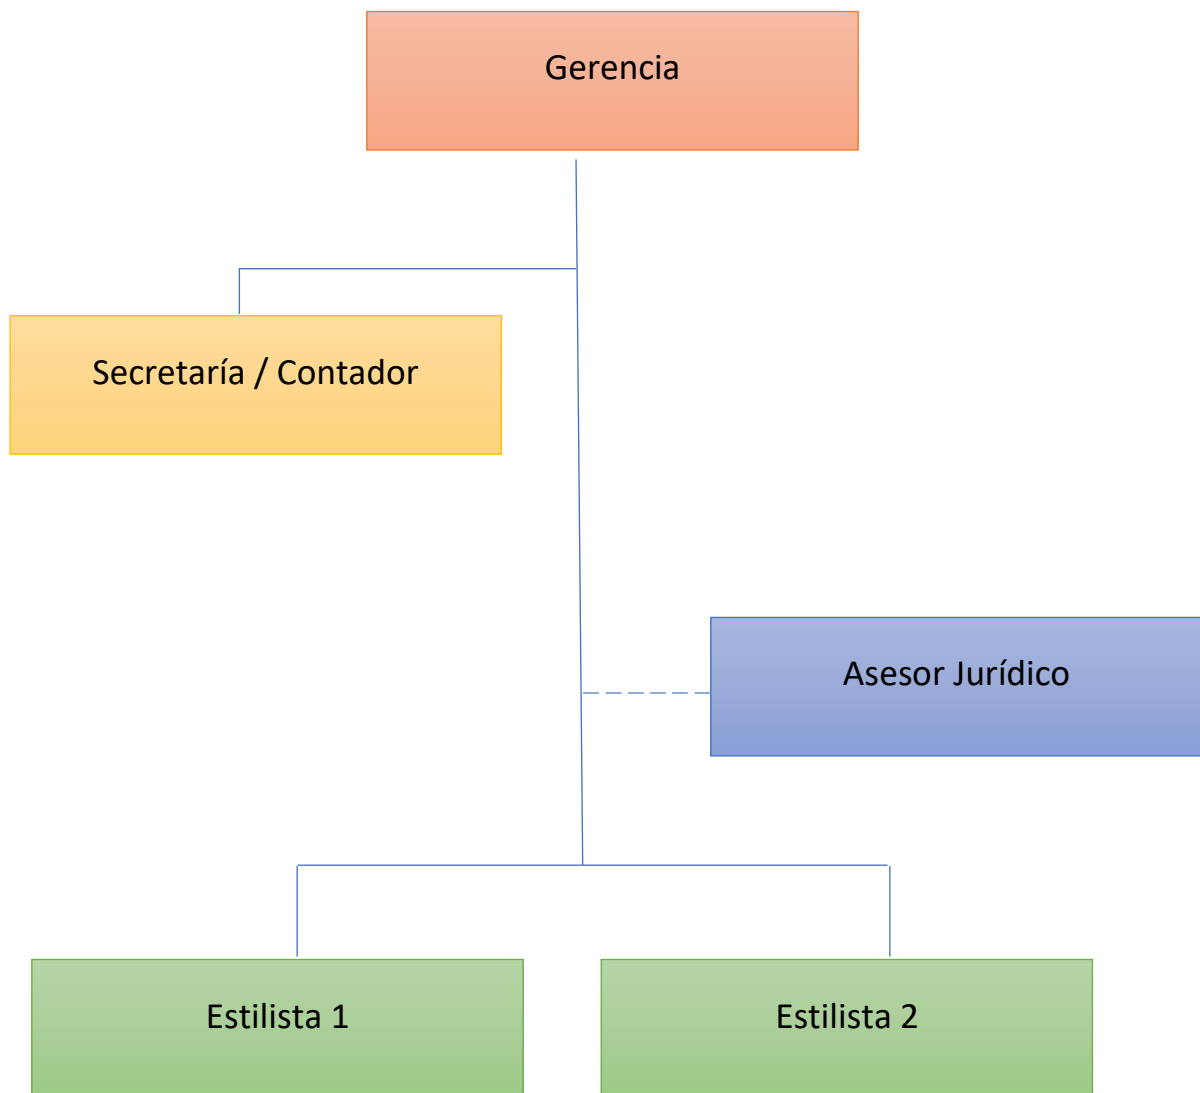 Gerencia
Secretaría / Contador
Asesor Jurídico
Estilista 1
Estilista 2